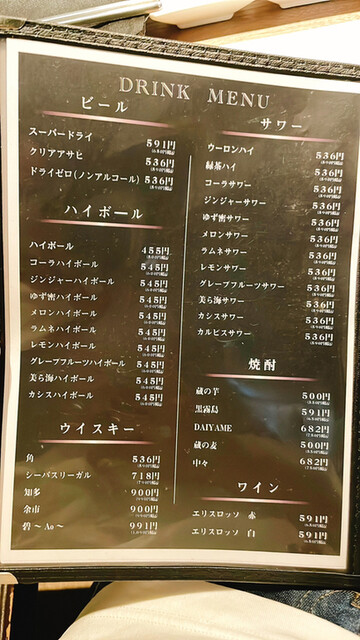 DRINK MENU
ビール
スーパードライ 591円
クリアアサヒ 536円
ドライゼロ(ノンアルコール) 536円
ハイボール
ハイボール 455円
コーラハイボール 545円
ジンジャーハイボール 545円
ゆず蜜ハイボール 545円
メロンハイボール 545円
ラムネハイボール 545円
レモンハイボール 545円
グレープフルーツハイボール 545円
美ら海ハイボール 545円
カシスハイボール 545円
ウイスキー
角 536円
シーバスリーガル 718円
知多 900円
余市 900円
碧〜Ao〜 991円
サワー
ウーロンハイ 536円
緑茶ハイ 536円
コーラサワー 536円
ジンジャーサワー 536円
ゆず蜜サワー 536円
メロンサワー 536円
ラムネサワー 536円
レモンサワー 536円
グレープフルーツサワー 536円
美ら海サワー 536円
カシスサワー 536円
カルピスサワー 536円
焼酎
蔵の芋 500円
黒霧島 591円
DAIYAME 682円
蔵の麦 500円
中々 682円
ワイン
エリスロッソ 赤 591円
エリスロッソ 白 591円